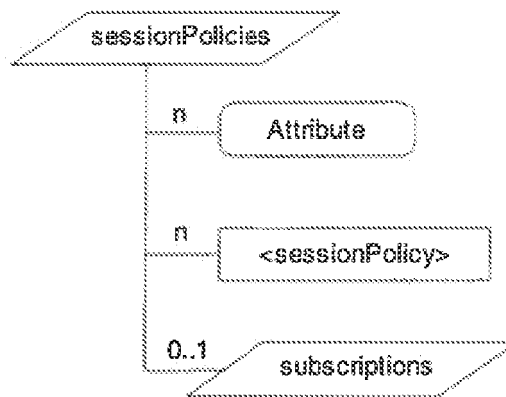 sessionPolicies
n
Attribute
n
<sessionPolicy>
0..1
subscriptions